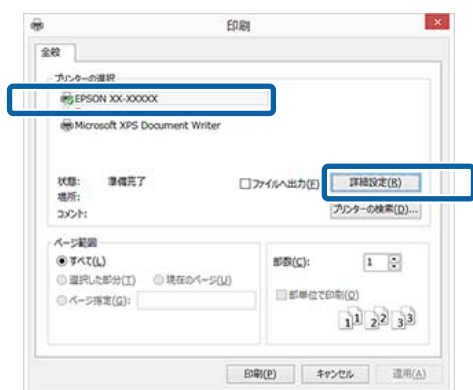 印刷
全般
プリンターの選択
EPSON XX-XXXXX
Microsoft XPS Document Writer
状態: 準備完了
場所:
コメント:
ファイルへ出力(F)
詳細設定(R)
プリンターの検索(D)...
ページ範囲
すべて(L)
選択した部分(T) 現在のページ(U)
ページ指定(G):
部数(C): 1
部単位で印刷(O)
1 1 2 2 3 3
印刷(P) キャンセル 適用(A)